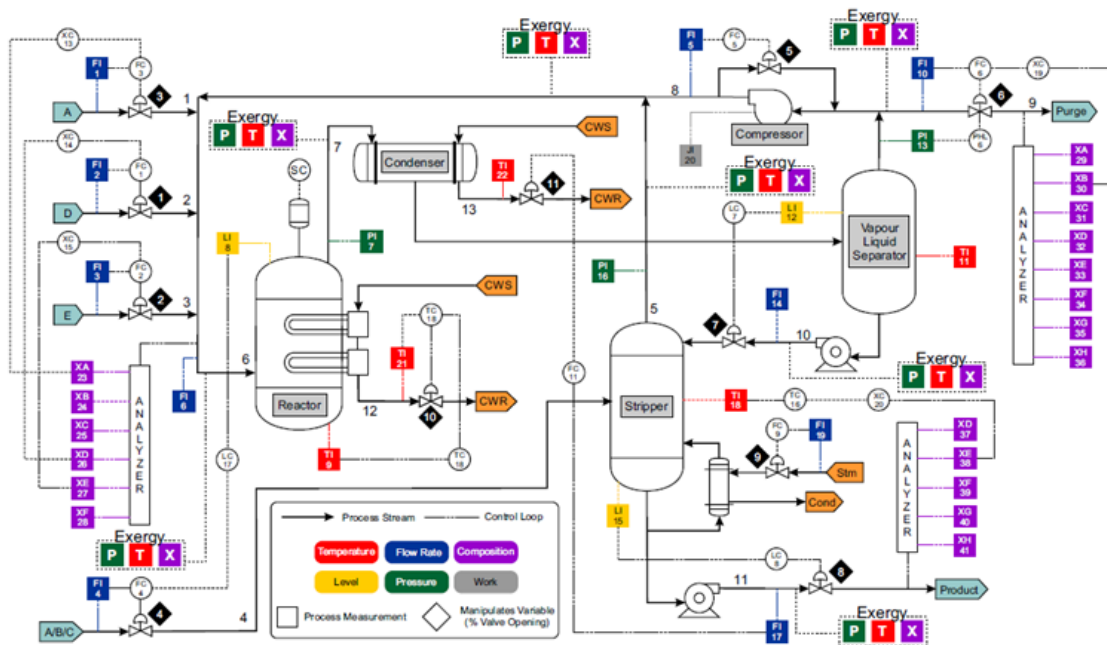 Exergy
P T X
XC 13
FI 1
FC 3
3
A
1
XC 14
FI 2
FC 1
1
D
2
XC 15
FI 3
FC 2
2
E
3
Exergy
P T X
7
Condenser
CWS
TI 22
11
CWR
13
SC
LI 8
PI 7
CWS
TI 21
TC 18
10
CWR
12
Reactor
6
TI 9
TC 18
FI 6
XA 23
XB 24
XC 25
XD 26
XE 27
XF 28
ANALYZER
LC 17
Exergy
P T X
FI 4
FC 4
4
A/B/C
4
FI 5
FC 5
5
8
Compressor
JI 20
Exergy
P T X
FI 10
FC 6
XC 19
6
9
Purge
PI 13
PHL 6
Exergy
P T X
LC 7
LI 12
Vapour Liquid Separator
TI 11
ANALYZER
XA 29
XB 30
XC 31
XD 32
XE 33
XF 34
XG 35
XH 36
PI 16
5
7
FI 14
10
Exergy
P T X
Stripper
TI 18
TC 16
XC 20
FC 11
FC 9
FI 19
9
Stm
Cond
LI 15
LC 8
8
11
FI 17
Product
Exergy
P T X
ANALYZER
XD 37
XE 38
XF 39
XG 40
XH 41
Process Stream
Control Loop
Temperature
Flow Rate
Composition
Level
Pressure
Work
Process Measurement
Manipulates Variable
(% Valve Opening)